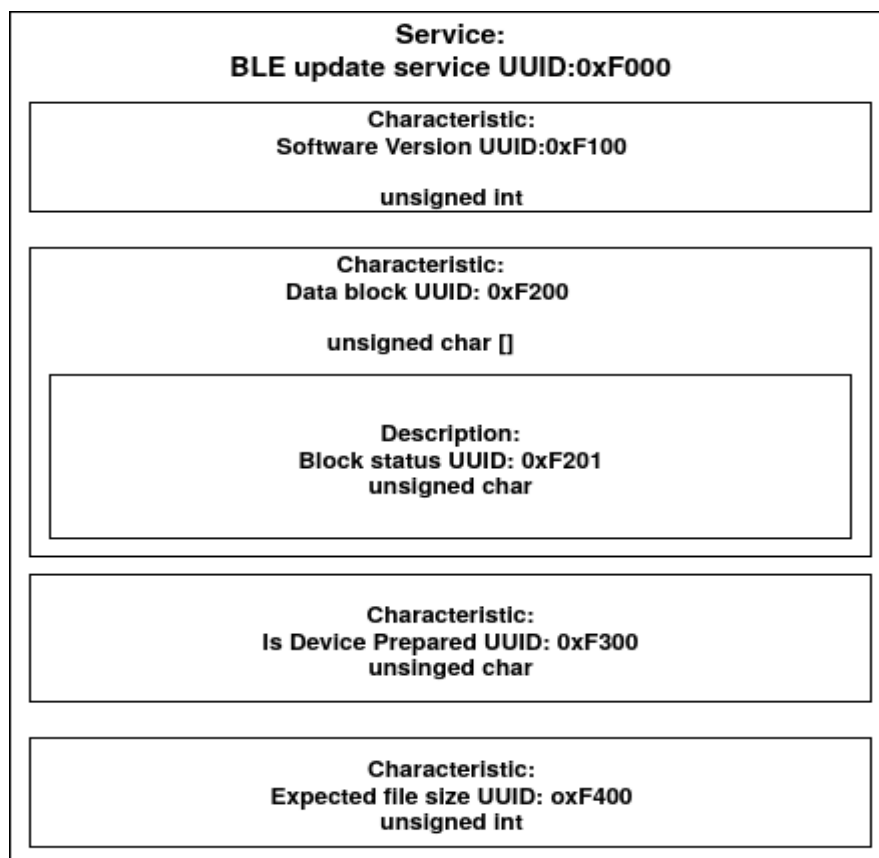 Service:
BLE update service UUID:0xF000
Characteristic:
Software Version UUID:0xF100
unsigned int
Characteristic:
Data block UUID: 0xF200
unsigned char []
Description:
Block status UUID: 0xF201
unsigned char
Characteristic:
Is Device Prepared UUID: 0xF300
unsinged char
Characteristic:
Expected file size UUID: oxF400
unsigned int